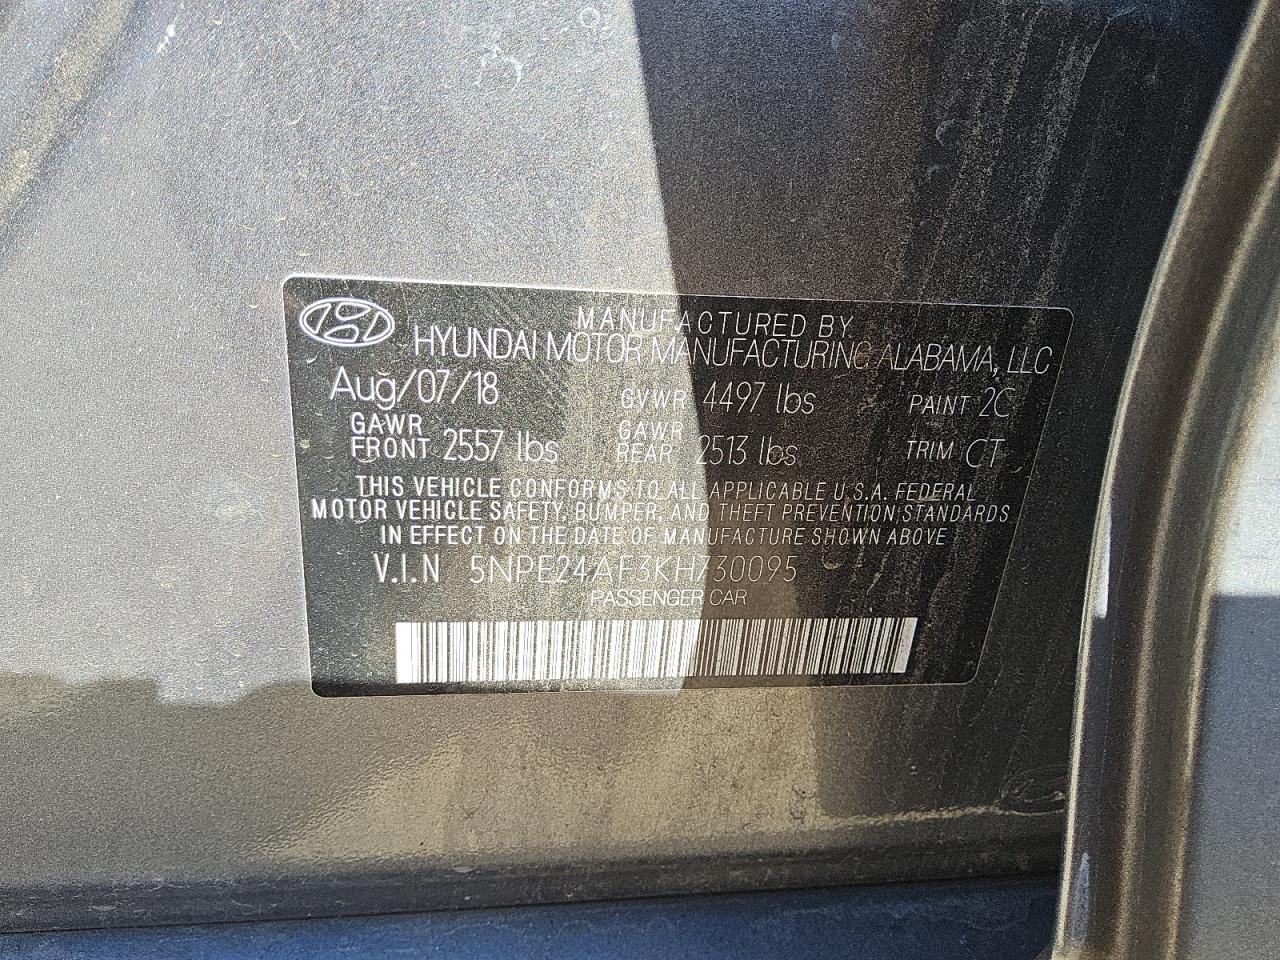 MANUFACTURED BY
HYUNDAI MOTOR MANUFACTURING ALABAMA, LLC
Aug/07/18 GVWR 4497 lbs PAINT 2C
GAWR FRONT 2557 lbs GAWR REAR 2513 lbs TRIM CT
THIS VEHICLE CONFORMS TO ALL APPLICABLE U.S.A. FEDERAL
MOTOR VEHICLE SAFETY, BUMPER, AND THEFT PREVENTION STANDARDS
IN EFFECT ON THE DATE OF MANUFACTURE SHOWN ABOVE
V.I.N 5NPE24AF3KH730095
PASSENGER CAR